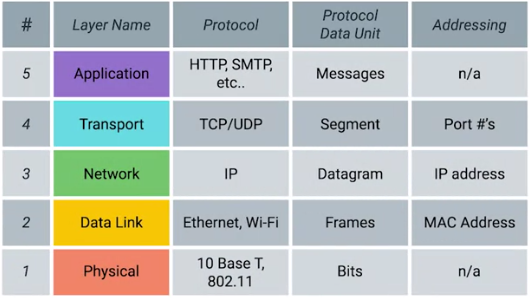 # Layer Name Protocol Protocol Data Unit Addressing
5 Application HTTP, SMTP, etc.. Messages n/a
4 Transport TCP/UDP Segment Port #'s
3 Network IP Datagram IP address
2 Data Link Ethernet, Wi-Fi Frames MAC Address
1 Physical 10 Base T, 802.11 Bits n/a